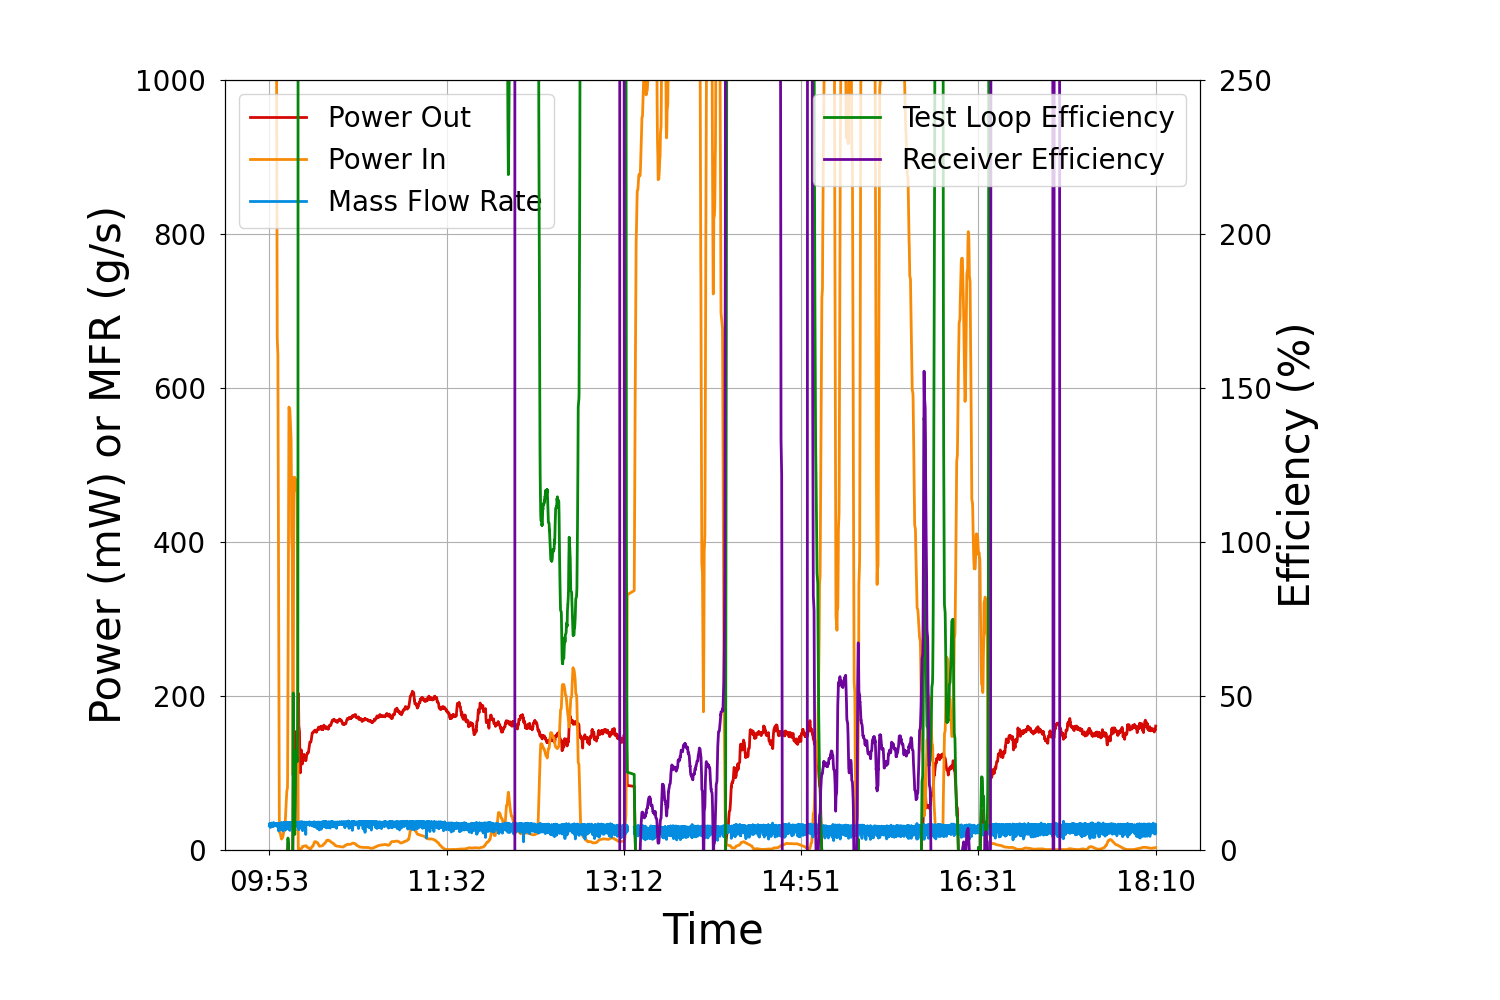 1000
800
600
400
200
0
Power (mW) or MFR (g/s)
Power Out
Power In
Mass Flow Rate
Test Loop Efficiency
Receiver Efficiency
250
200
150
100
50
0
Efficiency (%)
09:53 11:32 13:12 14:51 16:31 18:10
Time